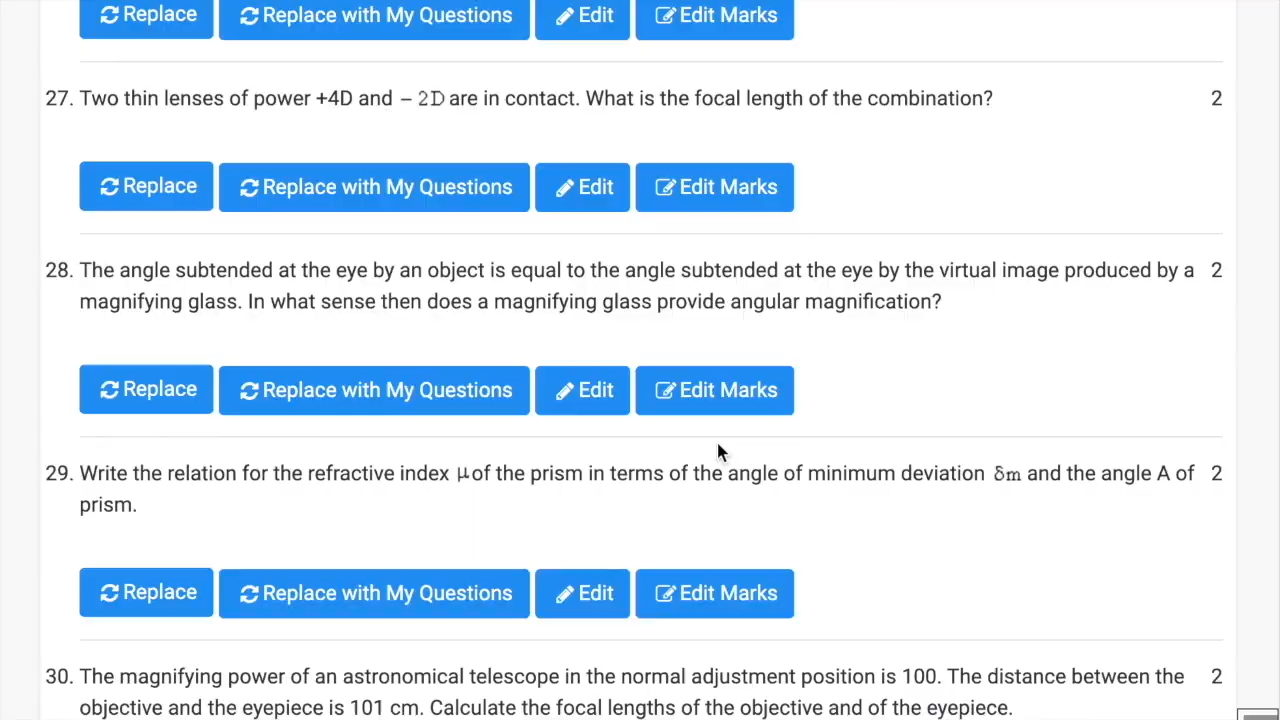 Replace Replace with My Questions Edit Edit Marks
27. Two thin lenses of power +4D and − 2D are in contact. What is the focal length of the combination? 2
Replace Replace with My Questions Edit Edit Marks
28. The angle subtended at the eye by an object is equal to the angle subtended at the eye by the virtual image produced by a 2
magnifying glass. In what sense then does a magnifying glass provide angular magnification?
Replace Replace with My Questions Edit Edit Marks
29. Write the relation for the refractive index μ of the prism in terms of the angle of minimum deviation δm and the angle A of 2
prism.
Replace Replace with My Questions Edit Edit Marks
30. The magnifying power of an astronomical telescope in the normal adjustment position is 100. The distance between the 2
objective and the eyepiece is 101 cm. Calculate the focal lengths of the objective and of the eyepiece.